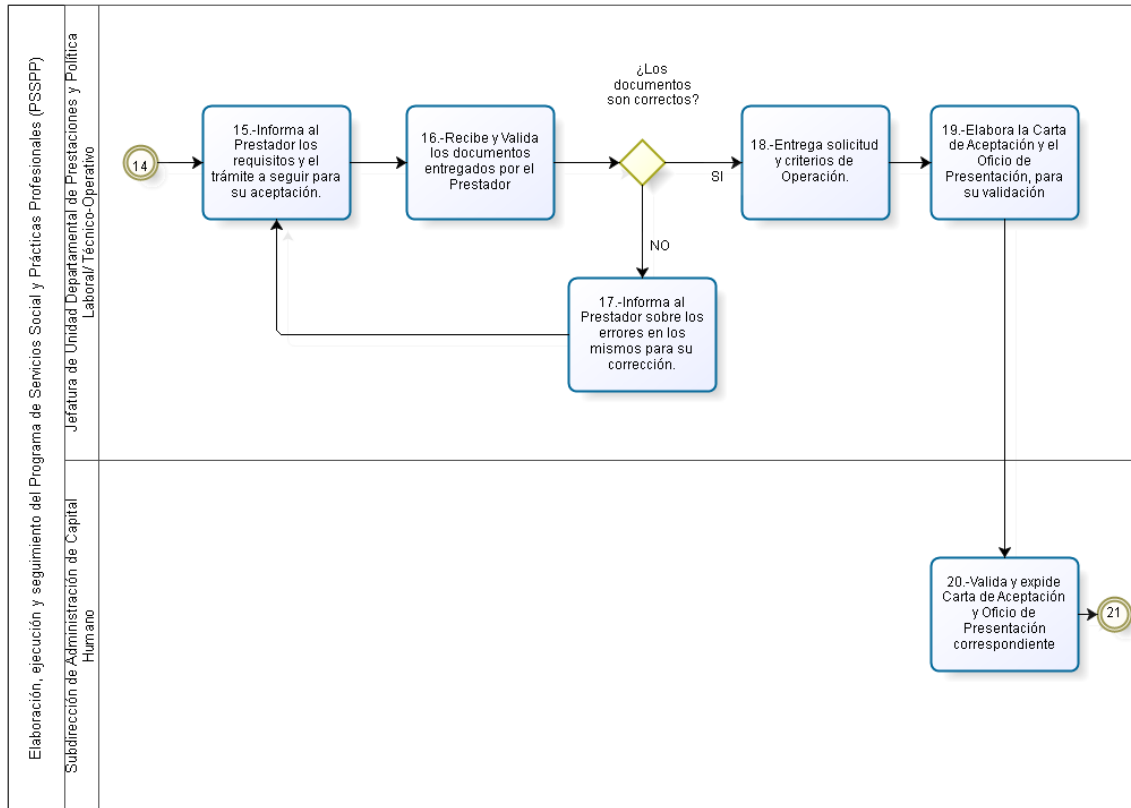 Elaboración, ejecución y seguimiento del Programa de Servicios Social y Prácticas Profesionales (PSSPP)
Jefatura de Unidad Departamental de Prestaciones y Política
Laboral/ Técnico-Operativo
14
15.-Informa al
Prestador los
requisitos y el
trámite a seguir para
su aceptación.
16.-Recibe y Valida
los documentos
entregados por el
Prestador
¿Los
documentos
son correctos?
SI
NO
17.-Informa al
Prestador sobre los
errores en los
mismos para su
corrección.
18.-Entrega solicitud
y criterios de
Operación.
19.-Elabora la Carta
de Aceptación y el
Oficio de
Presentación, para
su validación
Subdirección de Administración de Capital
Humano
20.-Valida y expide
Carta de Aceptación
y Oficio de
Presentación
correspondiente
21